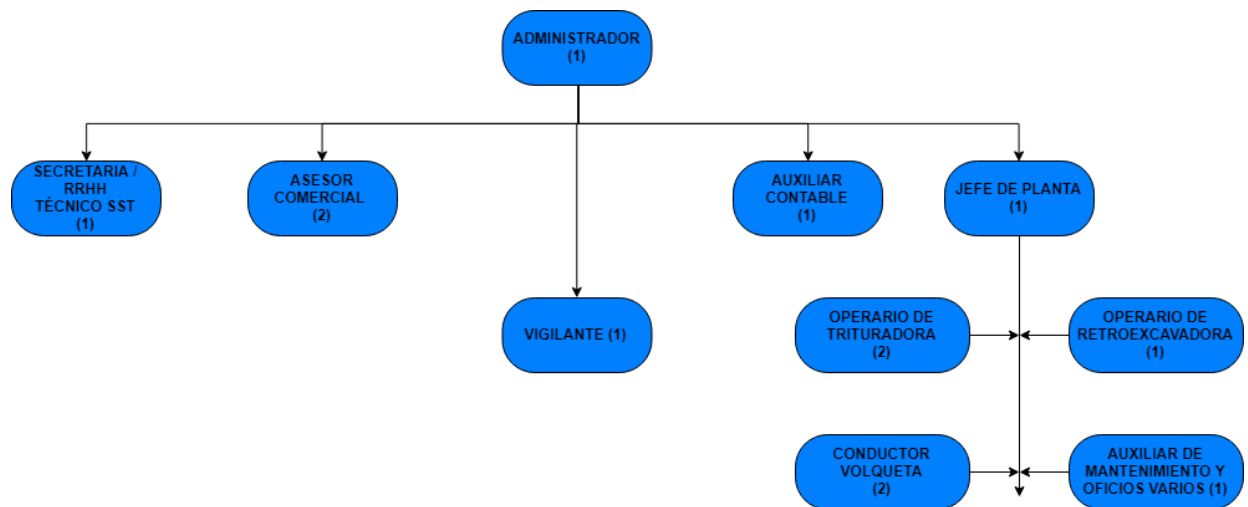 ADMINISTRADOR
(1)
SECRETARIA /
RRHH
TÉCNICO SST
(1)
ASESOR
COMERCIAL
(2)
AUXILIAR
CONTABLE
(1)
JEFE DE PLANTA
(1)
VIGILANTE (1)
OPERARIO DE
TRITURADORA
(2)
OPERARIO DE
RETROEXCAVADORA
(1)
CONDUCTOR
VOLQUETA
(2)
AUXILIAR DE
MANTENIMIENTO Y
OFICIOS VARIOS (1)